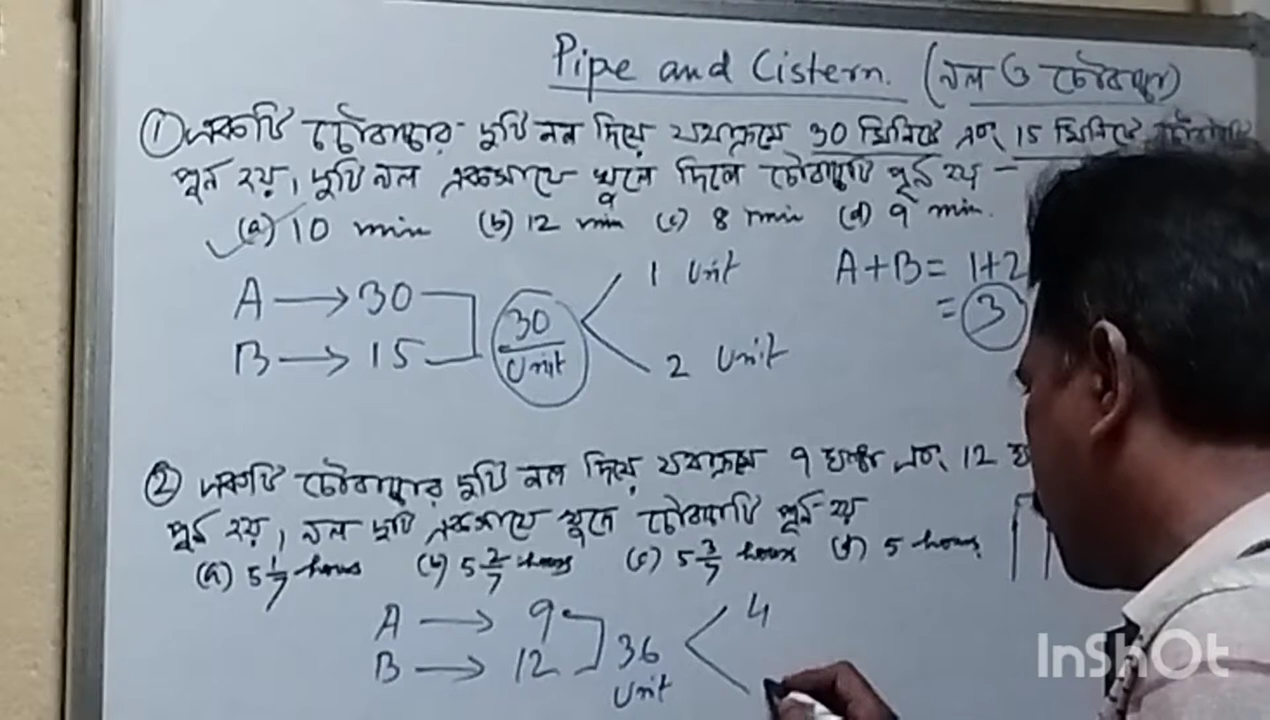 Pipe and Cistern. (নল ও চৌবাচ্চা)
① একটি চৌবাচ্চার দুটি নল দিয়ে যথাক্রমে 30 মিনিটে এবং 15 মিনিটে
পূর্ন হয়, দুটি নল একসাথে খুলে দিলে চৌবাচ্চাটি পূর্ন হয় -
(a) 10 min (b) 12 min (c) 8 min (d) 9 min.
A → 30
B → 15
30 Unit
1 Unit
2 Unit
A+B = 1+2
= 3
② একটি চৌবাচ্চার দুটি নল দিয়ে যথাক্রমে 9 ঘন্টা এবং 12
পূর্ন হয়, নল দুটি একসাথে খুলে চৌবাচ্চাটি পূর্ন হয়
(a) 5 1/7 hours (b) 5 2/7 hours (c) 5 3/7 hours (d) 5 hours
A → 9
B → 12
36 Unit
4
InShOt